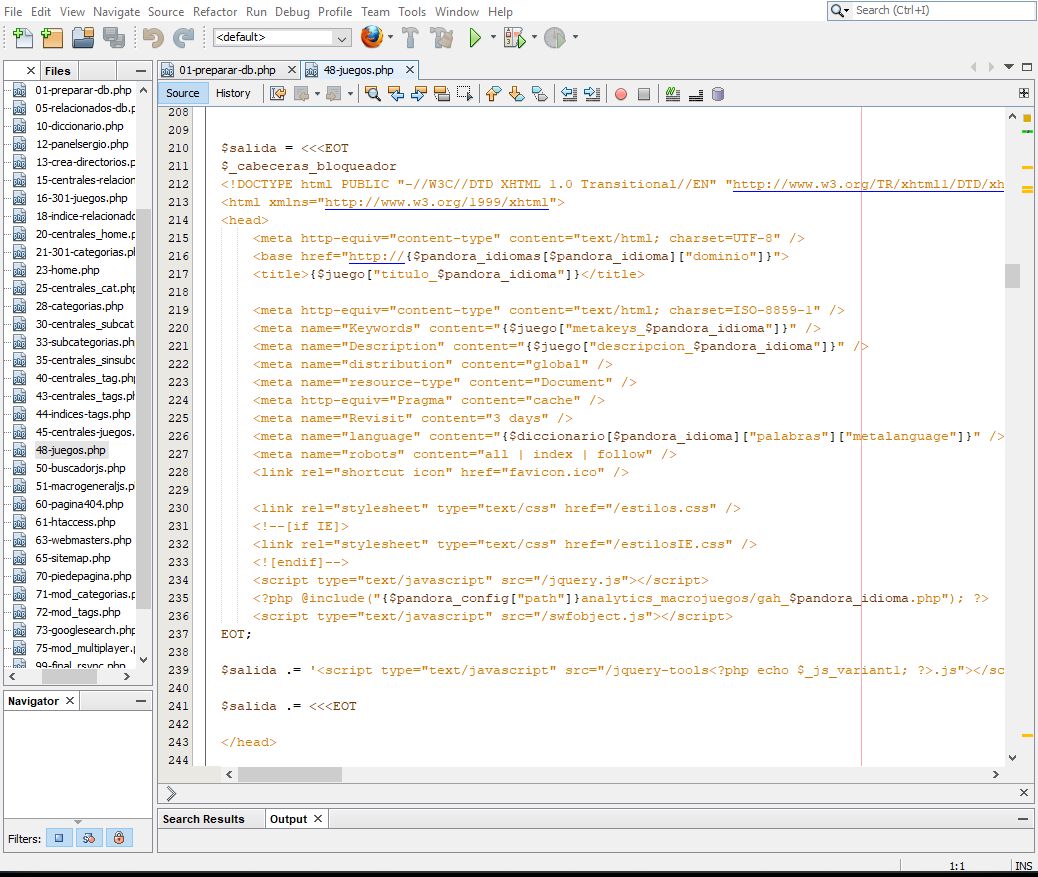 File Edit View Navigate Source Refactor Run Debug Profile Team Tools Window Help
Search (Ctrl+I)
<default>
Files
01-preparar-db.php
48-juegos.php
Source History
01-preparar-db.php
05-relacionados-db.p
10-diccionario.php
12-panelsergio.php
13-crea-directorios.p
15-centrales-relacion
16-301-juegos.php
18-indice-relacionado
20-centrales_home.p
21-301-categorias.ph
23-home.php
25-centrales_cat.php
28-categorias.php
30-centrales_subcat
33-subcategorias.ph
35-centrales_sinsubc
40-centrales_tag.php
43-centrales_tags.ph
44-indices-tags.php
45-centrales-juegos.
48-juegos.php
50-buscadorjs.php
51-macrogeneraljs.p
60-pagina404.php
61-htaccess.php
63-webmasters.php
65-sitemap.php
70-piedepagina.php
71-mod_categorias.p
72-mod_tags.php
73-googlesearch.php
75-mod_multiplayer.p
99-final_rsync.php
208
209
210 $salida = <<<EOT
211 $_cabeceras_bloqueador
212 <!DOCTYPE html PUBLIC "-//W3C//DTD XHTML 1.0 Transitional//EN" "http://www.w3.org/TR/xhtml1/DTD/xh
213 <html xmlns="http://www.w3.org/1999/xhtml">
214 <head>
215 <meta http-equiv="content-type" content="text/html; charset=UTF-8" />
216 <base href="http://{$pandora_idiomas[$pandora_idioma]["dominio"]}">
217 <title>{$juego["titulo_$pandora_idioma"]}</title>
218
219 <meta http-equiv="content-type" content="text/html; charset=ISO-8859-1" />
220 <meta name="Keywords" content="{$juego["metakeys_$pandora_idioma"]}" />
221 <meta name="Description" content="{$juego["descripcion_$pandora_idioma"]}" />
222 <meta name="distribution" content="global" />
223 <meta name="resource-type" content="Document" />
224 <meta http-equiv="Pragma" content="cache" />
225 <meta name="Revisit" content="3 days" />
226 <meta name="language" content="{$diccionario[$pandora_idioma]["palabras"]["metalanguage"]}" />
227 <meta name="robots" content="all | index | follow" />
228 <link rel="shortcut icon" href="favicon.ico" />
229
230 <link rel="stylesheet" type="text/css" href="/estilos.css" />
231 <!--[if IE]>
232 <link rel="stylesheet" type="text/css" href="/estilosIE.css" />
233 <![endif]-->
234 <script type="text/javascript" src="/jquery.js"></script>
235 <?php @include("{$pandora_config["path"]}analytics_macrojuegos/gah_$pandora_idioma.php"); ?>
236 <script type="text/javascript" src="/swfobject.js"></script>
237 EOT;
238
239 $salida .= '<script type="text/javascript" src="/jquery-tools<?php echo $_js_variant1; ?>.js"></sc
240
241 $salida .= <<<EOT
242
243 </head>
244
Navigator
Filters:
Search Results
Output
1:1 INS